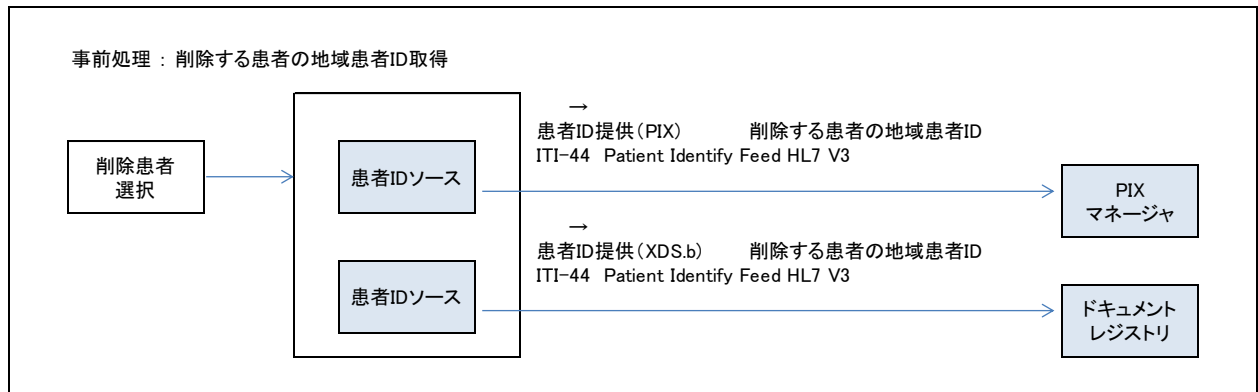 事前処理 : 削除する患者の地域患者ID取得
削除患者
選択
患者IDソース
→
患者ID提供(PIX) 削除する患者の地域患者ID
ITI-44 Patient Identify Feed HL7 V3
PIX
マネージャ
患者IDソース
→
患者ID提供(XDS.b) 削除する患者の地域患者ID
ITI-44 Patient Identify Feed HL7 V3
ドキュメント
レジストリ